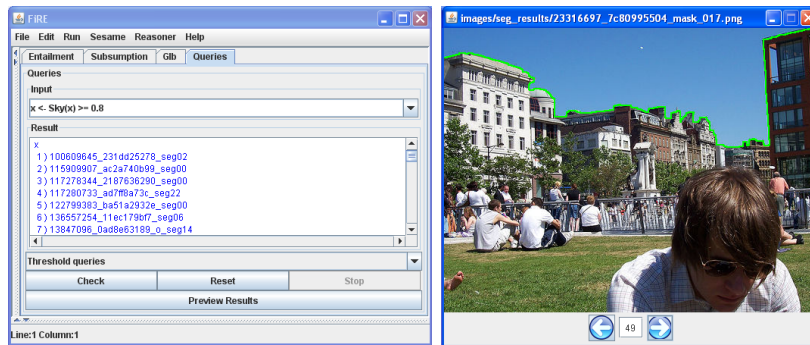 FiRE
File Edit Run Sesame Reasoner Help
Entailment Subsumption Glb Queries
Queries
Input
x <- Sky(x) >= 0.8
Result
x
1 ) 100609645_231dd25278_seg02
2 ) 115909907_ac2a740b99_seg00
3 ) 117278344_2187636290_seg00
4 ) 117280733_ad7ff8a73c_seg22
5 ) 122799383_ba51a2932e_seg00
6 ) 136557254_11ec179bf7_seg06
7 ) 13847096_0ad8e63189_o_seg14
Threshold queries
Check Reset Stop
Preview Results
Line:1 Column:1
images/seg_results/23316697_7c80995504_mask_017.png
49